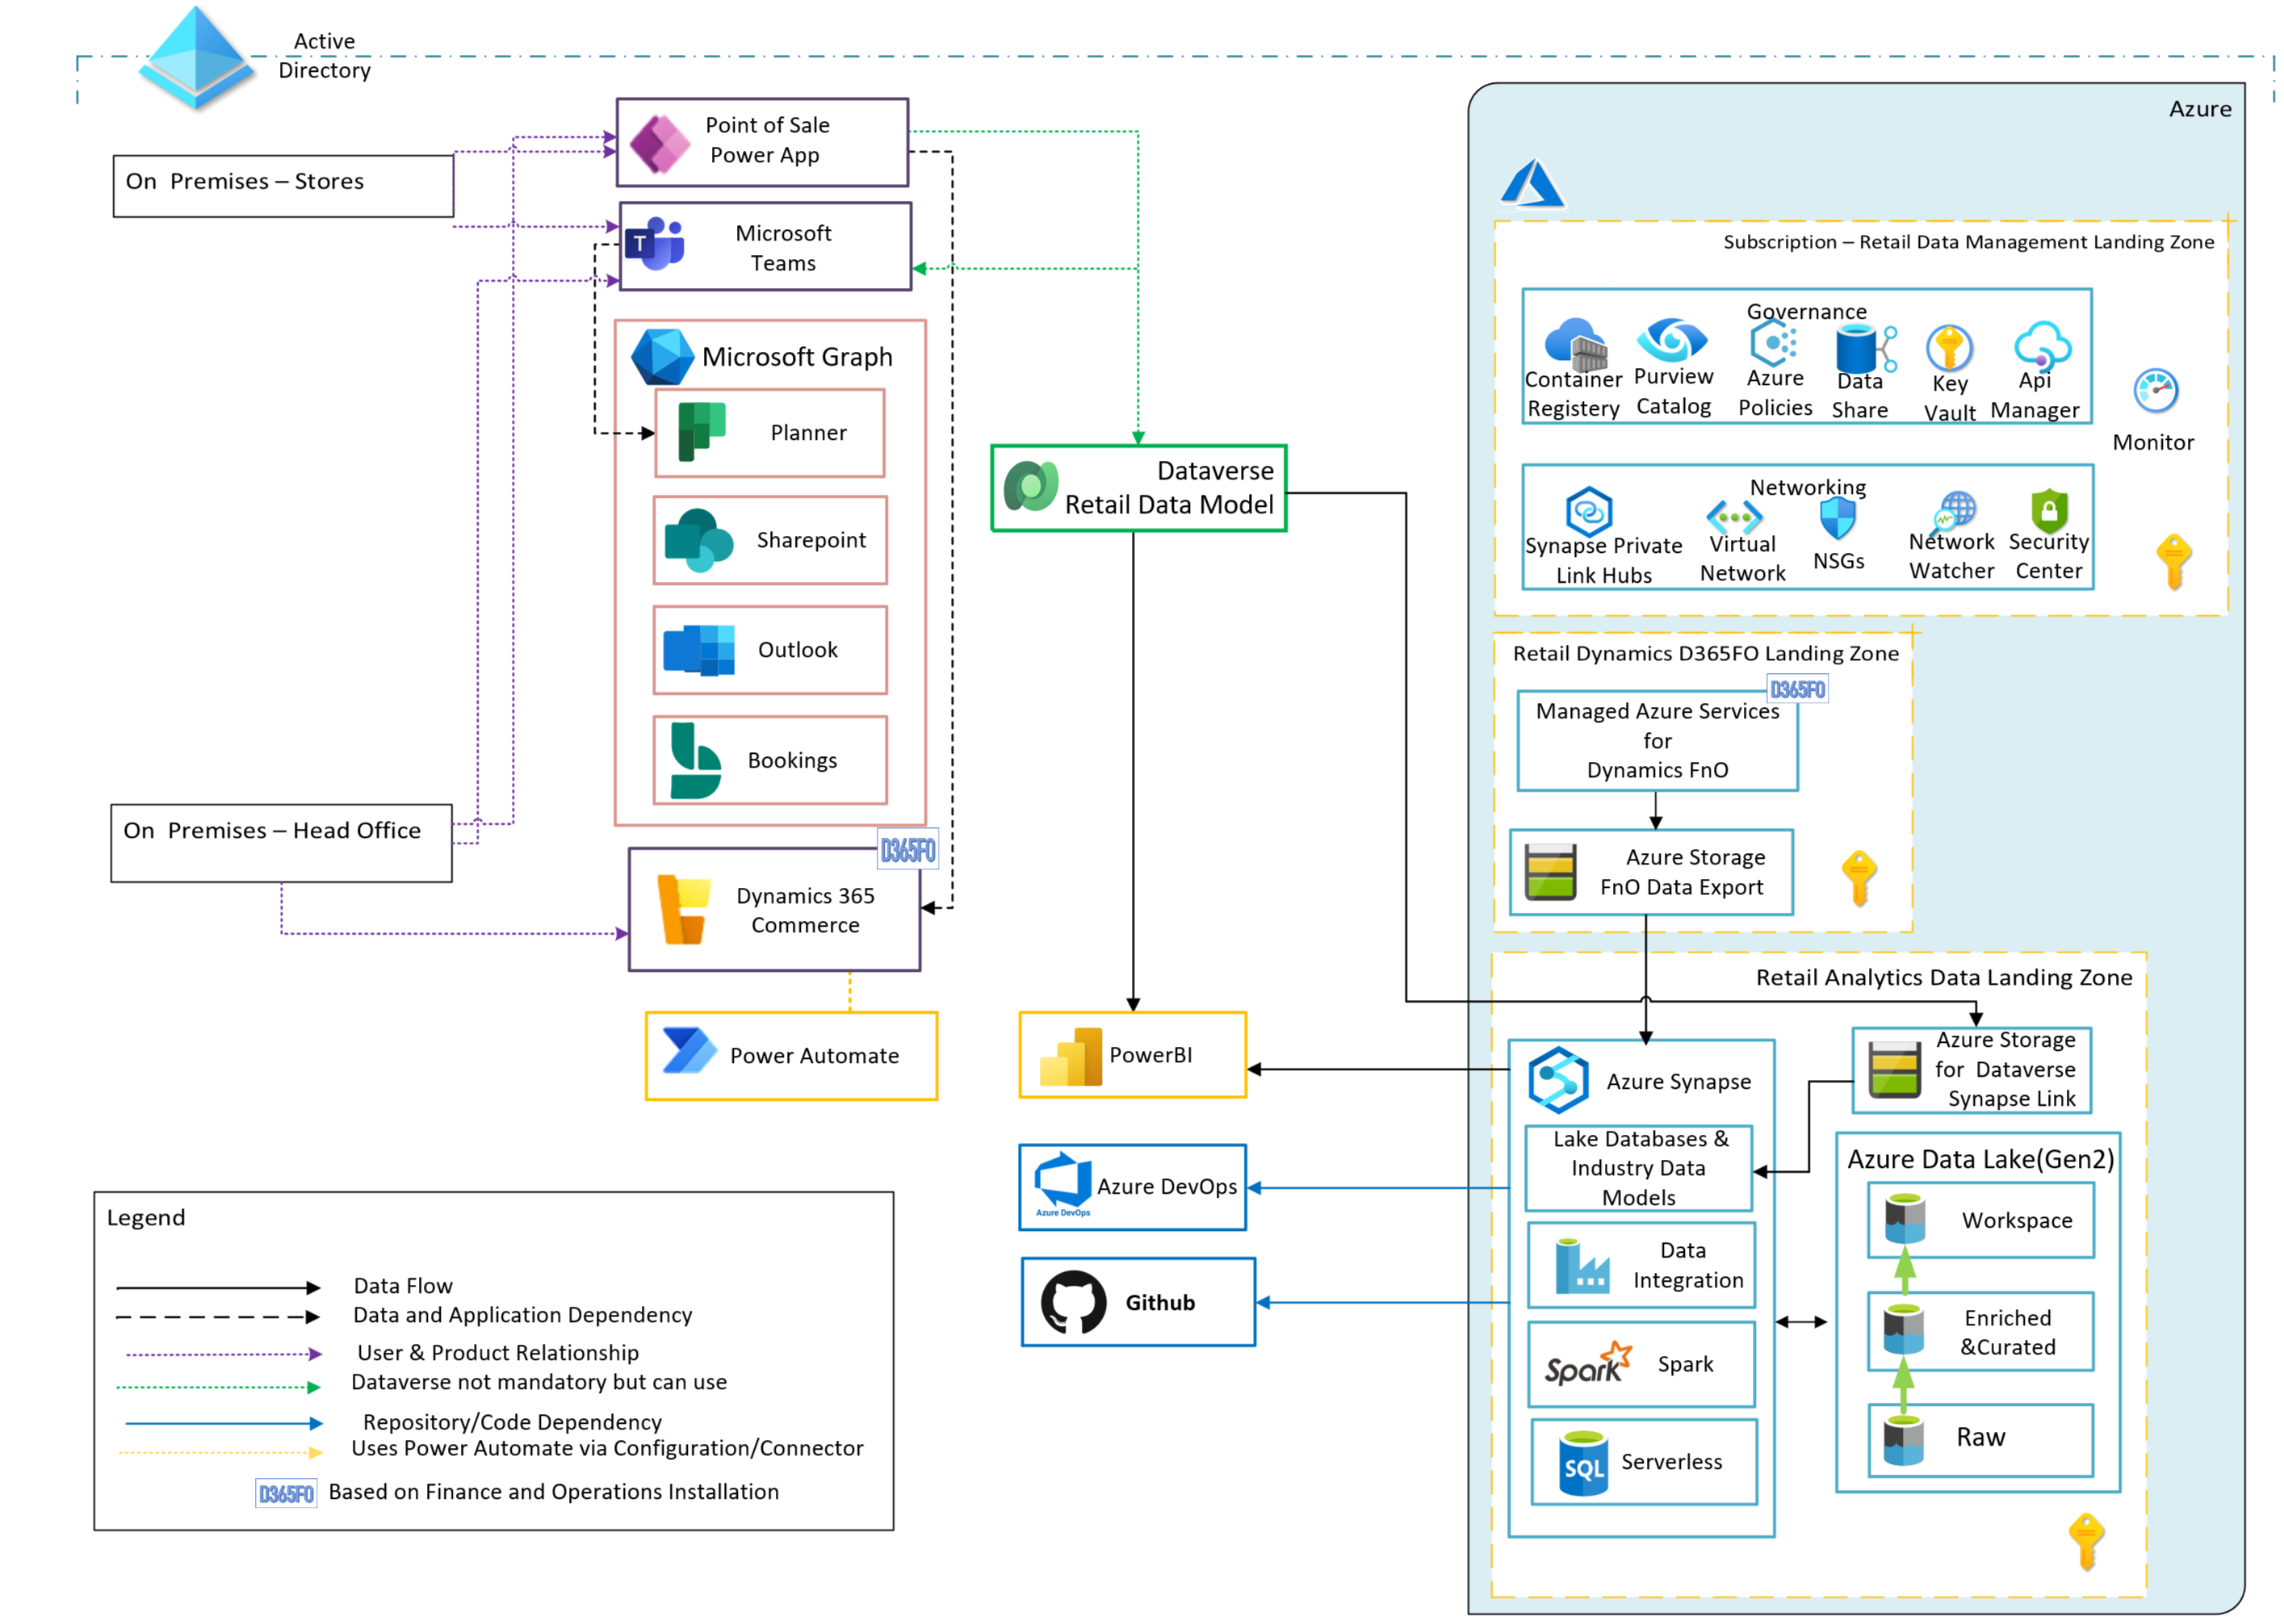 Active
Directory
Azure
Point of Sale
Power App
On  Premises – Stores
T
Microsoft
Teams
Subscription – Retail Data Management Landing Zone
Governance
Container
Registery
Purview
Catalog
Azure
Policies
Data
Share
Key
Vault
Api
Manager
Monitor
Microsoft Graph
Planner
Sharepoint
Outlook
Bookings
Dataverse
Retail Data Model
Networking
Synapse Private
Link Hubs
Virtual
Network
NSGs
Network
Watcher
Security
Center
Retail Dynamics D365FO Landing Zone
D365FO
Managed Azure Services
for
Dynamics FnO
Azure Storage
FnO Data Export
On  Premises – Head Office
D365FO
Dynamics 365
Commerce
Power Automate
PowerBI
Azure DevOps
Azure DevOps
Github
Retail Analytics Data Landing Zone
Azure Synapse
Azure Storage
for  Dataverse
Synapse Link
Lake Databases &
Industry Data
Models
Data
Integration
Spark
Spark
SQL
Serverless
Azure Data Lake(Gen2)
Workspace
Enriched
&Curated
Raw
Legend
Data Flow
Data and Application Dependency
User & Product Relationship
Dataverse not mandatory but can use
Repository/Code Dependency
Uses Power Automate via Configuration/Connector
D365FO
Based on Finance and Operations Installation